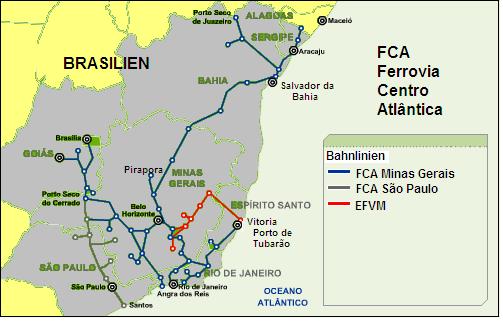 Porto Seco
de Juazeiro
ALAGOAS
Maceió
SERGIPE
Aracaju
BRASILIEN
BAHIA
Salvador da
Bahia
FCA
Ferrovia
Centro
Atlântica
Brasilia
GOIÁS
Pirapora
MINAS
GERAIS
Porto Seco
do Cerrado
Belo
Horizonte
ESPÍRITO SANTO
Vitoria
Porto de
Tubarão
SÃO PAULO
RIO DE JANEIRO
São Paulo
Rio de Janeiro
Angra dos Reis
Santos
OCEANO
ATLÂNTICO
Bahnlinien
FCA Minas Gerais
FCA São Paulo
EFVM